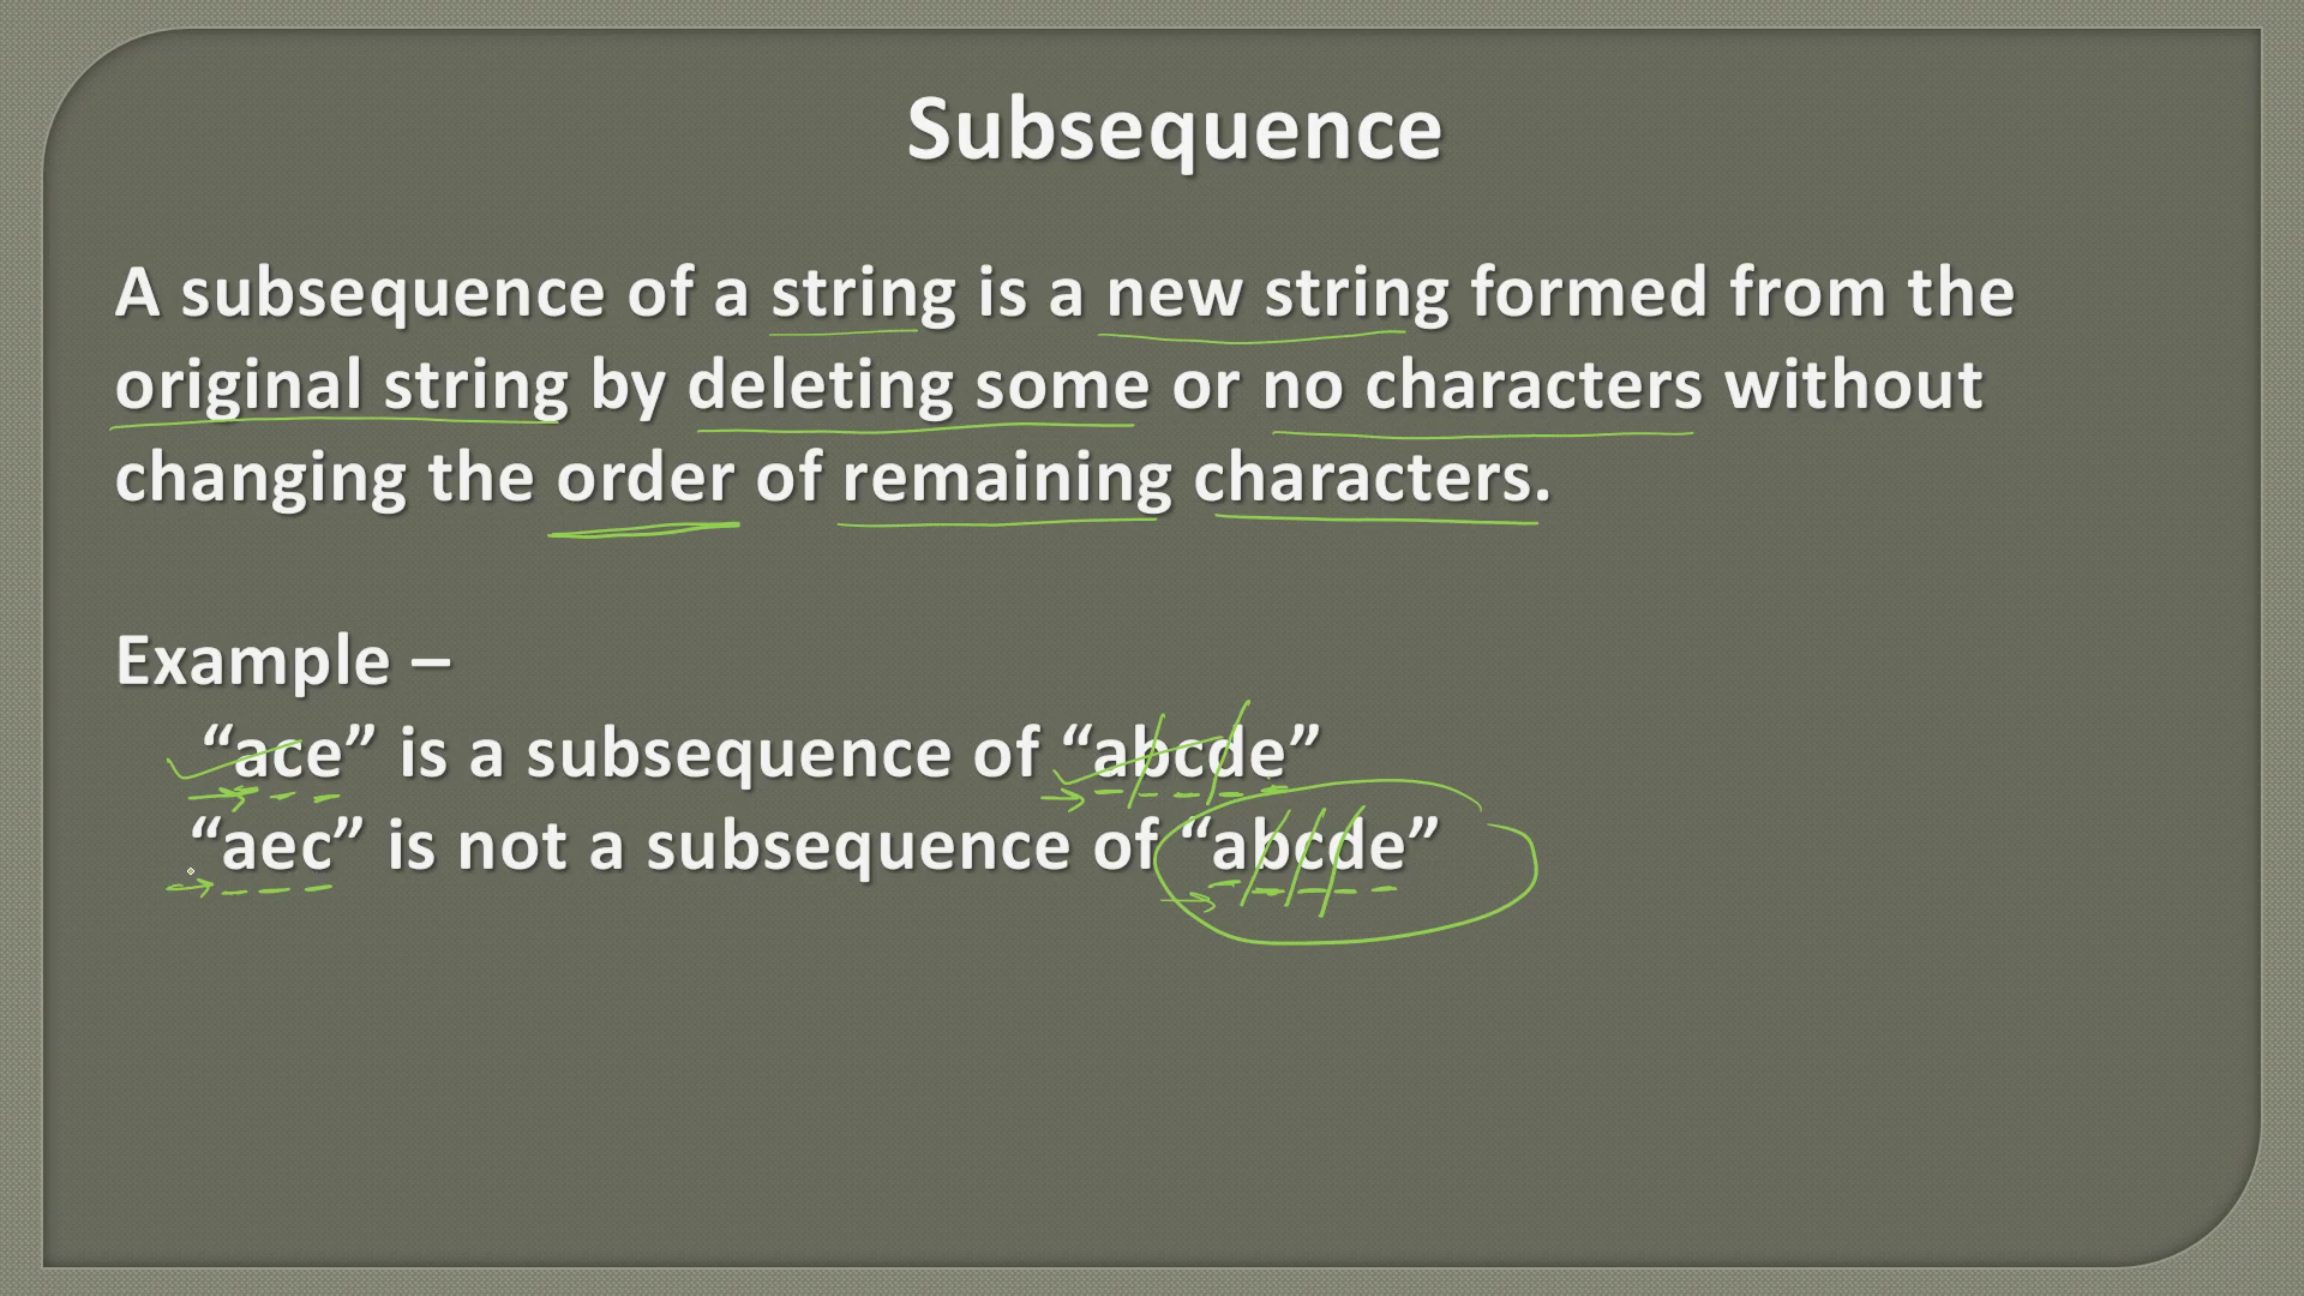 Subsequence
A subsequence of a string is a new string formed from the
original string by deleting some or no characters without
changing the order of remaining characters.
Example –
“ace” is a subsequence of “abcde”
“aec” is not a subsequence of “abcde”